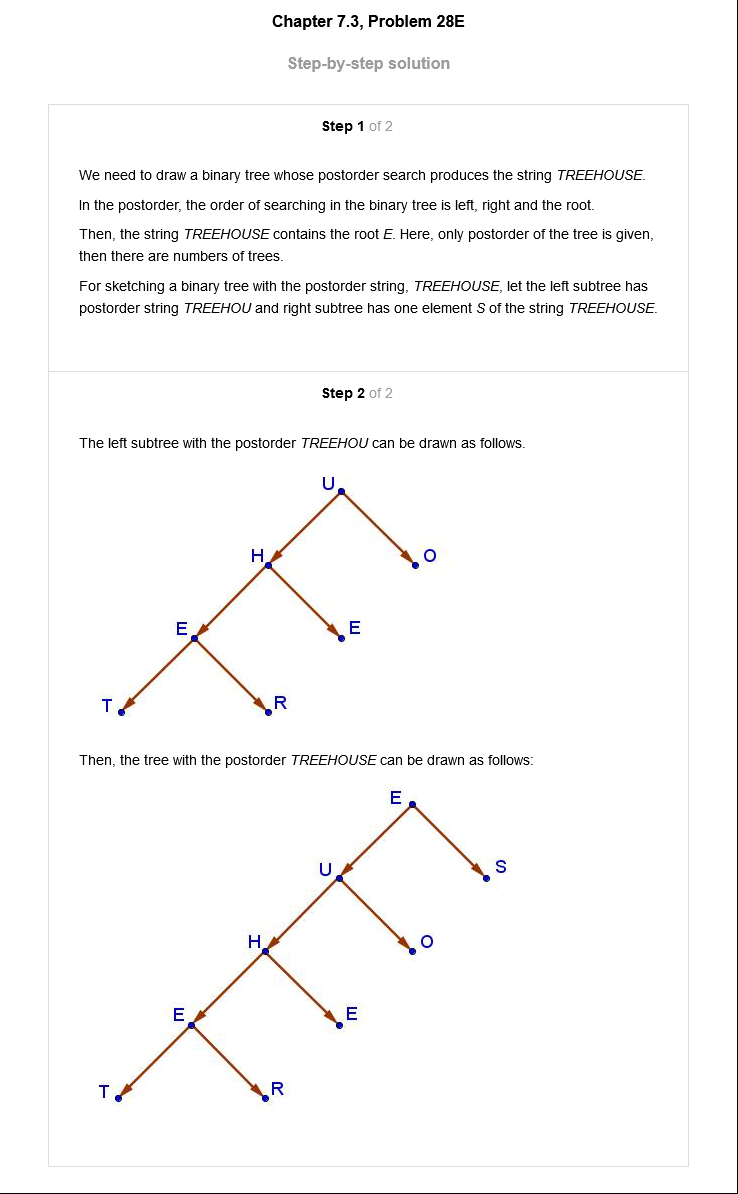 Chapter 7.3, Problem 28E
Step-by-step solution
Step 1 of 2
We need to draw a binary tree whose postorder search produces the string TREEHOUSE.
In the postorder, the order of searching in the binary tree is left, right and the root.
Then, the string TREEHOUSE contains the root E. Here, only postorder of the tree is given,
then there are numbers of trees.
For sketching a binary tree with the postorder string, TREEHOUSE, let the left subtree has
postorder string TREEHOU and right subtree has one element S of the string TREEHOUSE.
Step 2 of 2
The left subtree with the postorder TREEHOU can be drawn as follows.
U
H
O
E
E
T
R
Then, the tree with the postorder TREEHOUSE can be drawn as follows:
E
U
S
H
O
E
E
T
R